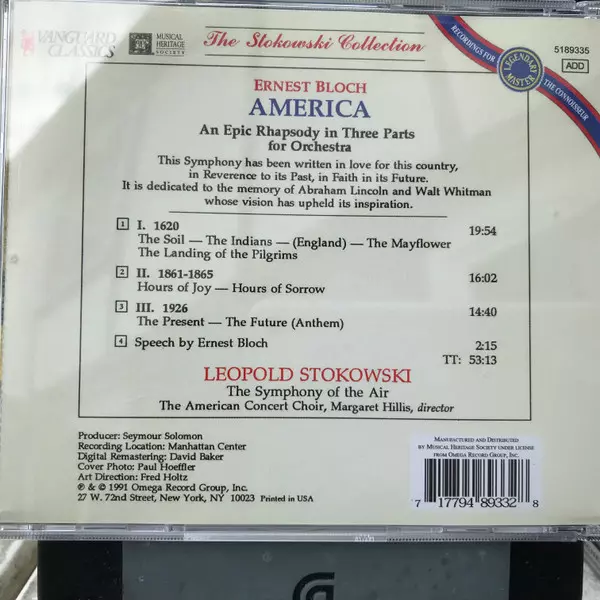 VANGUARD
CLASSICS
MUSICAL
HERITAGE
SOCIETY
The Stokowski Collection
RECORDINGS FOR
LEGENDARY
MASTERS
THE CONNOISSEUR
5189335
ADD
ERNEST BLOCH
AMERICA
An Epic Rhapsody in Three Parts
for Orchestra
This Symphony has been written in love for this country,
in Reverence to its Past, in Faith in its Future.
It is dedicated to the memory of Abraham Lincoln and Walt Whitman
whose vision has upheld its inspiration.
1 I. 1620 19:54
The Soil — The Indians — (England) — The Mayflower
The Landing of the Pilgrims
2 II. 1861-1865 16:02
Hours of Joy — Hours of Sorrow
3 III. 1926 14:40
The Present — The Future (Anthem)
4 Speech by Ernest Bloch 2:15
TT: 53:13
LEOPOLD STOKOWSKI
The Symphony of the Air
The American Concert Choir, Margaret Hillis, director
Producer: Seymour Solomon
Recording Location: Manhattan Center
Digital Remastering: David Baker
Cover Photo: Paul Hoeffler
Art Direction: Fred Holtz
℗ & © 1991 Omega Record Group, Inc.
27 W. 72nd Street, New York, NY 10023 Printed in USA
MANUFACTURED AND DISTRIBUTED
BY MUSICAL HERITAGE SOCIETY UNDER LICENSE
FROM OMEGA RECORD GROUP, INC.
7 17794 89332 8